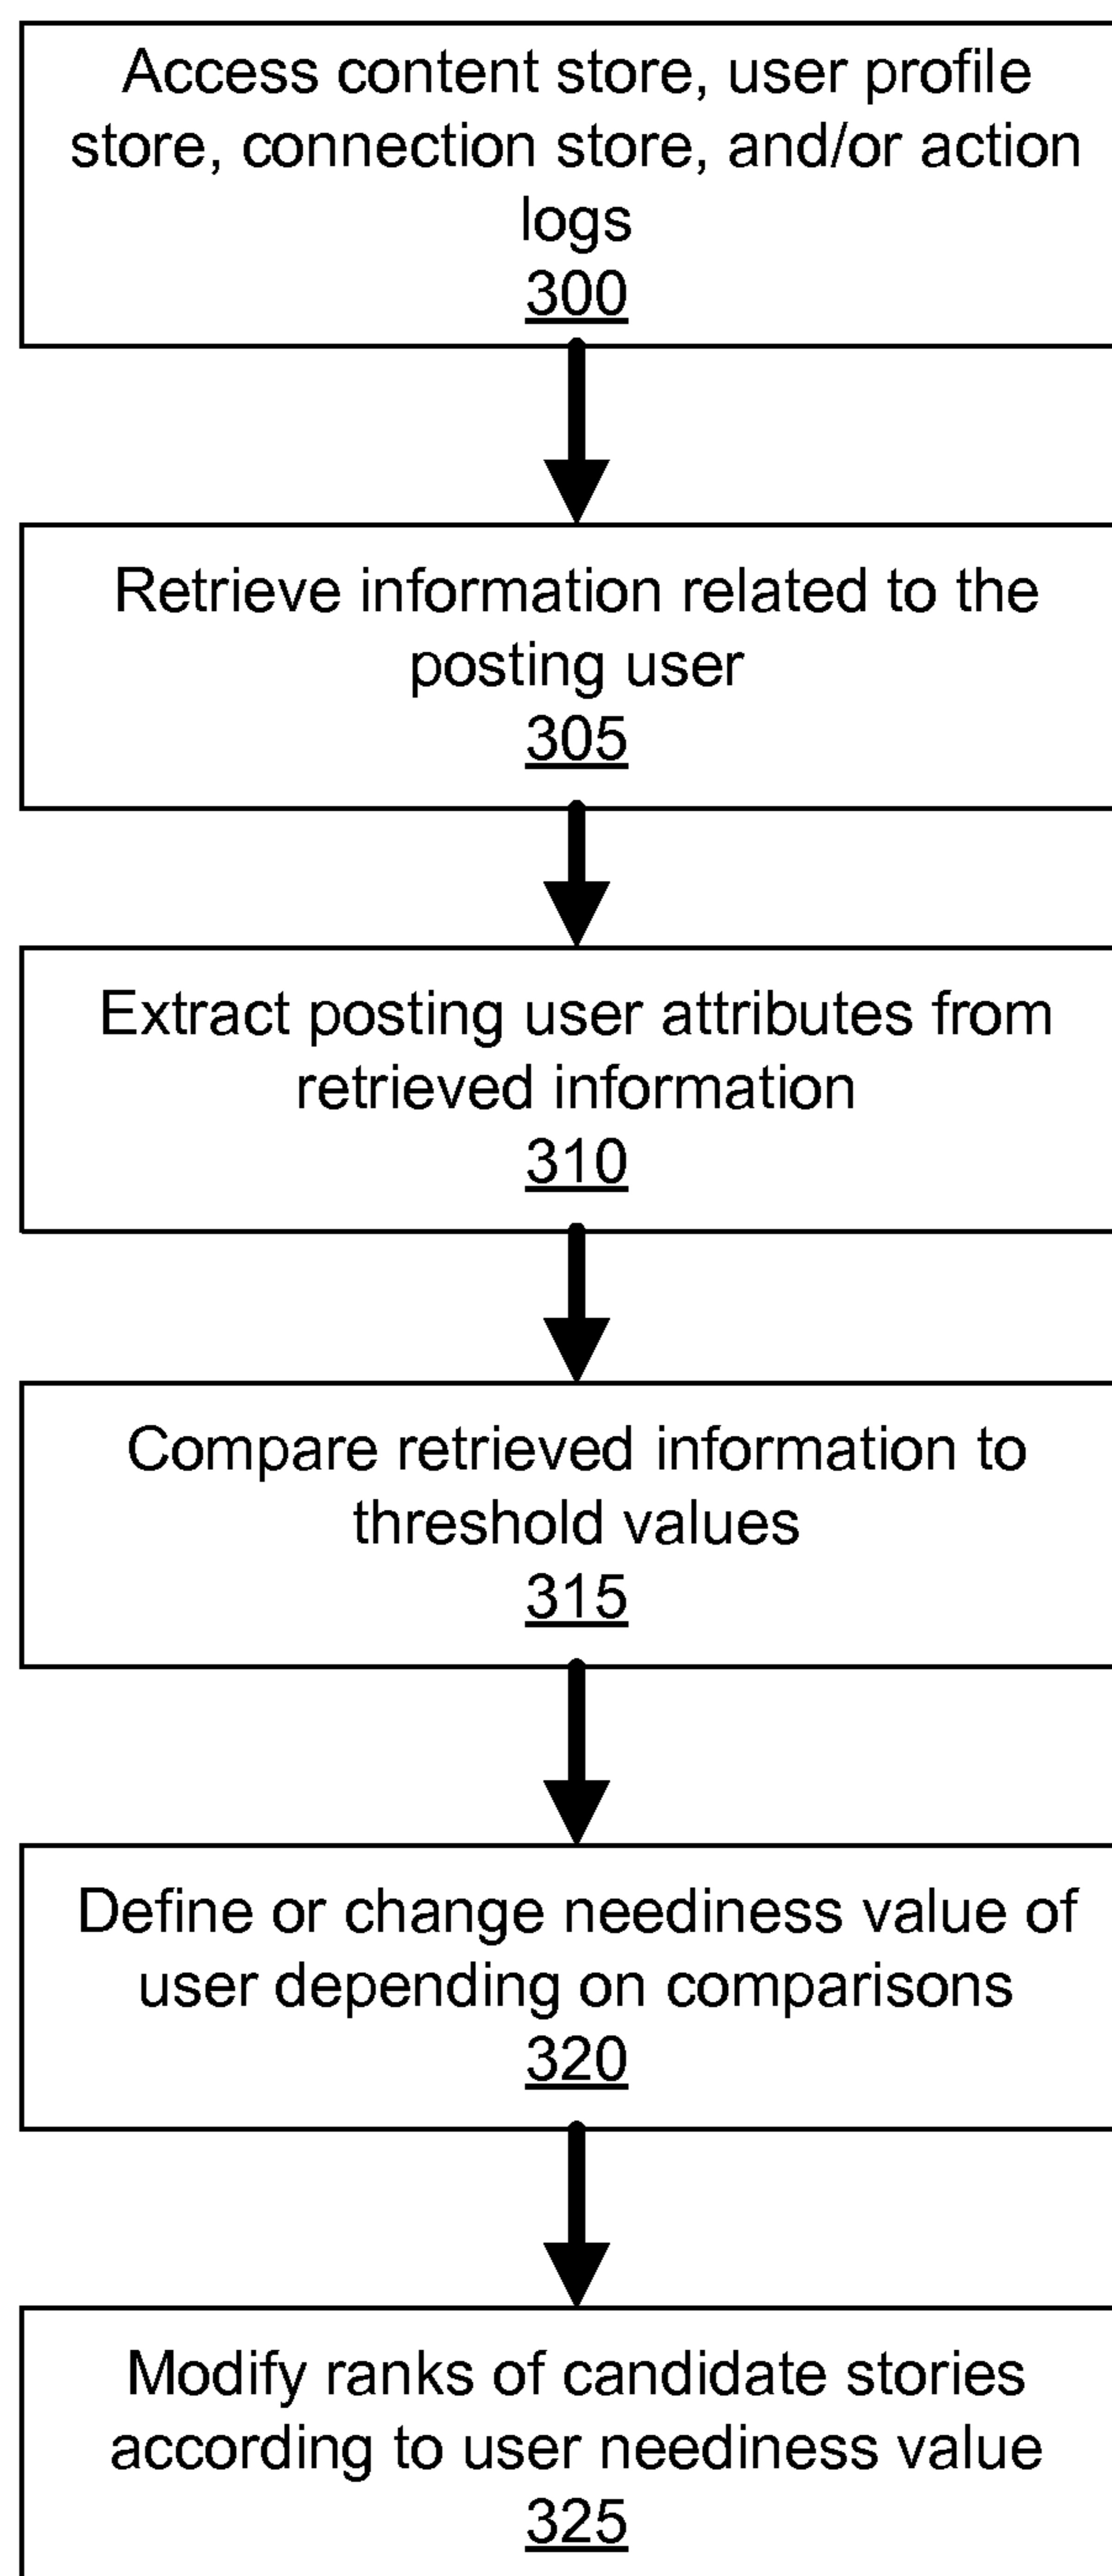 Access content store, user profile
store, connection store, and/or action
logs
300
Retrieve information related to the
posting user
305
Extract posting user attributes from
retrieved information
310
Compare retrieved information to
threshold values
315
Define or change neediness value of
user depending on comparisons
320
Modify ranks of candidate stories
according to user neediness value
325